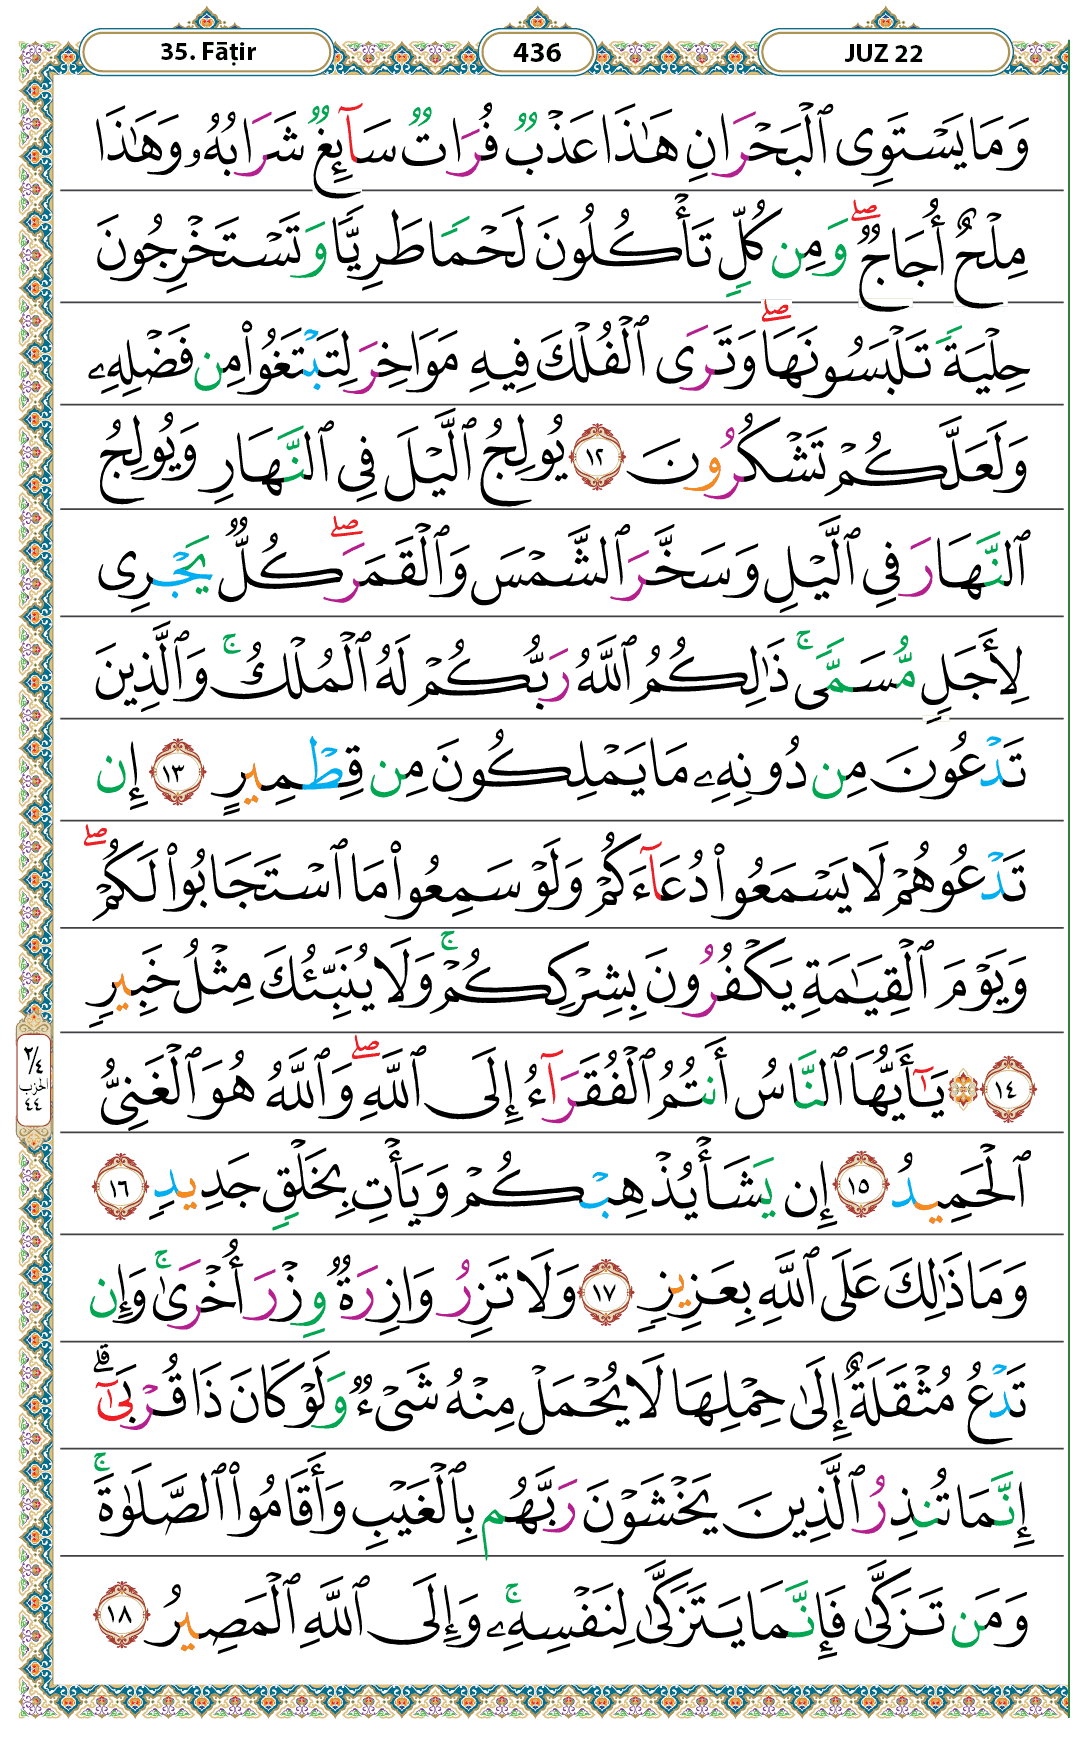 35. Fāṭir
436
JUZ 22
وَمَا يَسْتَوِى ٱلْبَحْرَانِ هَـٰذَا عَذْبٌ فُرَاتٌ سَآئِغٌ شَرَابُهُۥ وَهَـٰذَا
مِلْحٌ أُجَاجٌ ۖ وَمِن كُلٍّ تَأْكُلُونَ لَحْمًا طَرِيًّا وَتَسْتَخْرِجُونَ
حِلْيَةً تَلْبَسُونَهَا ۖ وَتَرَى ٱلْفُلْكَ فِيهِ مَوَاخِرَ لِتَبْتَغُوا۟ مِن فَضْلِهِۦ
وَلَعَلَّكُمْ تَشْكُرُونَ ١٢ يُولِجُ ٱلَّيْلَ فِى ٱلنَّهَارِ وَيُولِجُ
ٱلنَّهَارَ فِى ٱلَّيْلِ وَسَخَّرَ ٱلشَّمْسَ وَٱلْقَمَرَ ۖ كُلٌّ يَجْرِى
لِأَجَلٍ مُّسَمًّى ۚ ذَٰلِكُمُ ٱللَّهُ رَبُّكُمْ لَهُ ٱلْمُلْكُ ۚ وَٱلَّذِينَ
تَدْعُونَ مِن دُونِهِۦ مَا يَمْلِكُونَ مِن قِطْمِيرٍ ١٣ إِن
تَدْعُوهُمْ لَا يَسْمَعُوا۟ دُعَآءَكُمْ وَلَوْ سَمِعُوا۟ مَا ٱسْتَجَابُوا۟ لَكُمْ ۖ
وَيَوْمَ ٱلْقِيَـٰمَةِ يَكْفُرُونَ بِشِرْكِكُمْ ۚ وَلَا يُنَبِّئُكَ مِثْلُ خَبِيرٍ
١٤ ۞ يَـٰٓأَيُّهَا ٱلنَّاسُ أَنتُمُ ٱلْفُقَرَآءُ إِلَى ٱللَّهِ ۖ وَٱللَّهُ هُوَ ٱلْغَنِىُّ
٢/٤
الحزب
٤٤
ٱلْحَمِيدُ ١٥ إِن يَشَأْ يُذْهِبْكُمْ وَيَأْتِ بِخَلْقٍ جَدِيدٍ ١٦
وَمَا ذَٰلِكَ عَلَى ٱللَّهِ بِعَزِيزٍ ١٧ وَلَا تَزِرُ وَازِرَةٌ وِزْرَ أُخْرَىٰ ۚ وَإِن
تَدْعُ مُثْقَلَةٌ إِلَىٰ حِمْلِهَا لَا يُحْمَلْ مِنْهُ شَىْءٌ وَلَوْ كَانَ ذَا قُرْبَىٰٓ ۗ
إِنَّمَا تُنذِرُ ٱلَّذِينَ يَخْشَوْنَ رَبَّهُم بِٱلْغَيْبِ وَأَقَامُوا۟ ٱلصَّلَوٰةَ ۚ
وَمَن تَزَكَّىٰ فَإِنَّمَا يَتَزَكَّىٰ لِنَفْسِهِۦ ۚ وَإِلَى ٱللَّهِ ٱلْمَصِيرُ ١٨